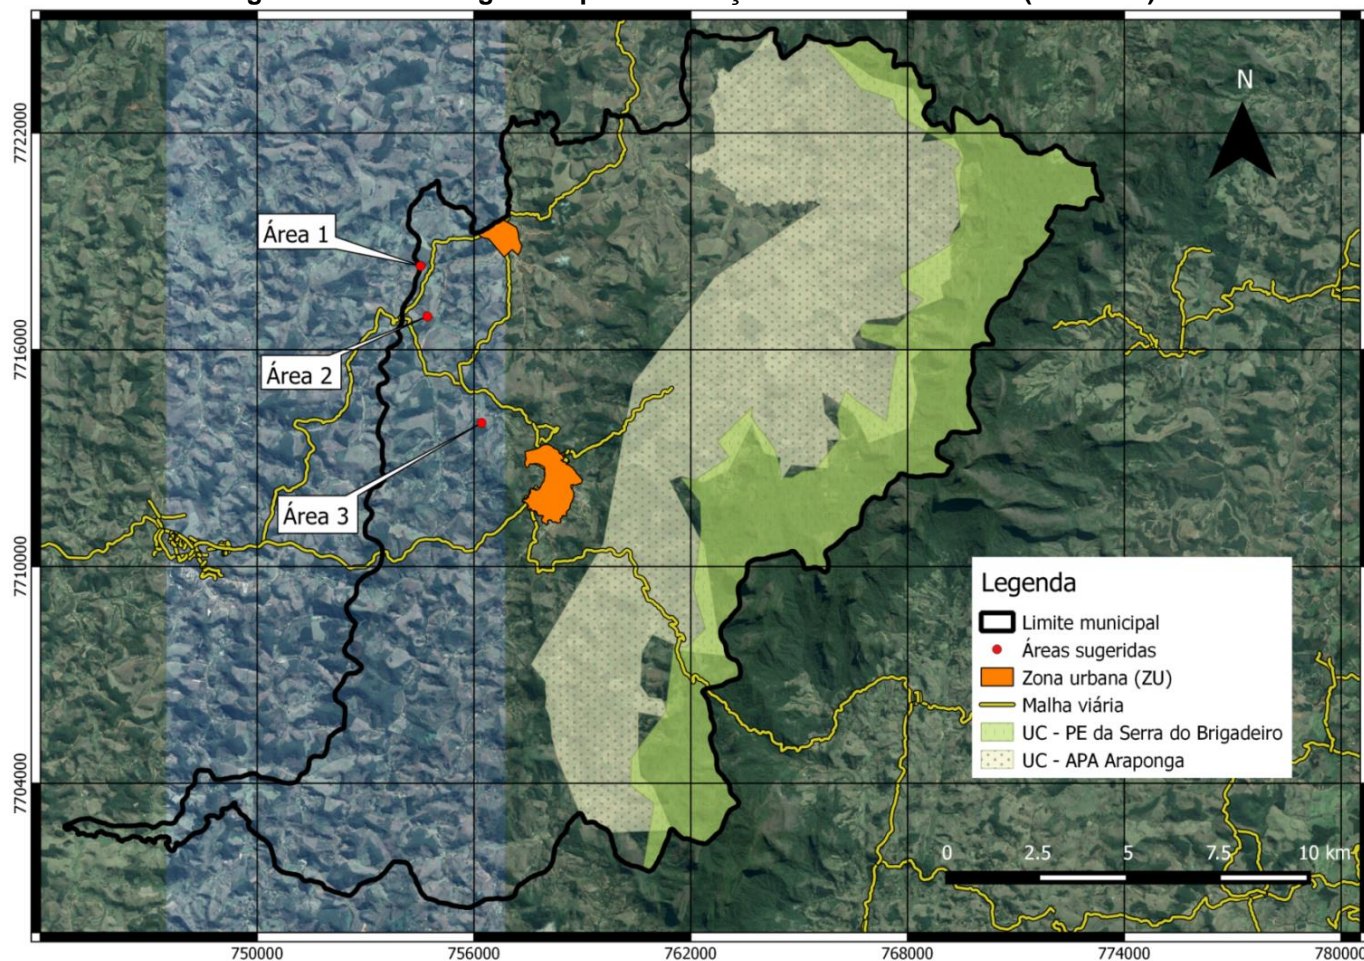 N
7722000
7716000
7710000
7704000
Área 1
Área 2
Área 3
Legenda
Limite municipal
Áreas sugeridas
Zona urbana (ZU)
Malha viária
UC - PE da Serra do Brigadeiro
UC - APA Araponga
0 2.5 5 7.5 10 km
750000 756000 762000 768000 774000 780000